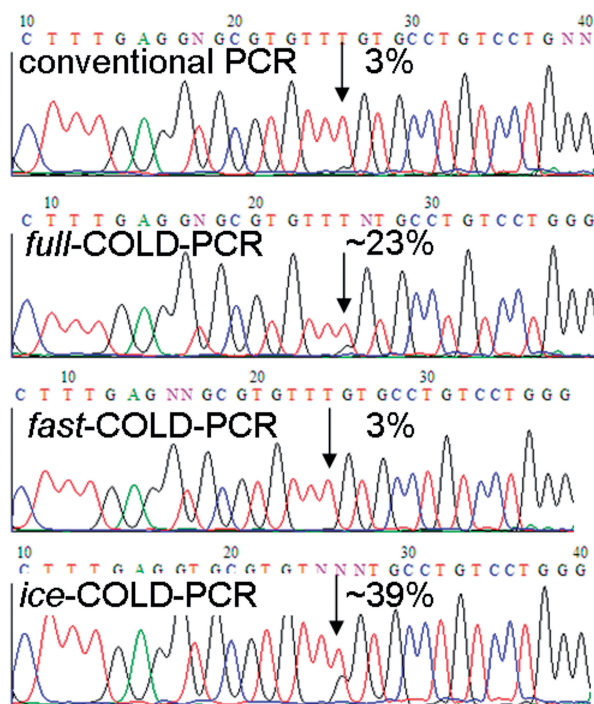 10 20 30 40
C T T T G A G G N G C G T G T T T G T G C C T G T C C T G N N
conventional PCR 3%
10 20 30
C T T T G A G G N G C G T G T T T N T G C C T G T C C T G G G
full-COLD-PCR ~23%
10 20 30
C T T T G A G N N G C G T G T T T G T G C C T G T C C T G G G
fast-COLD-PCR 3%
10 20 30 40
C T T T G A G G T G C G T G T N N N T G C C T G T C C T G G G
ice-COLD-PCR ~39%